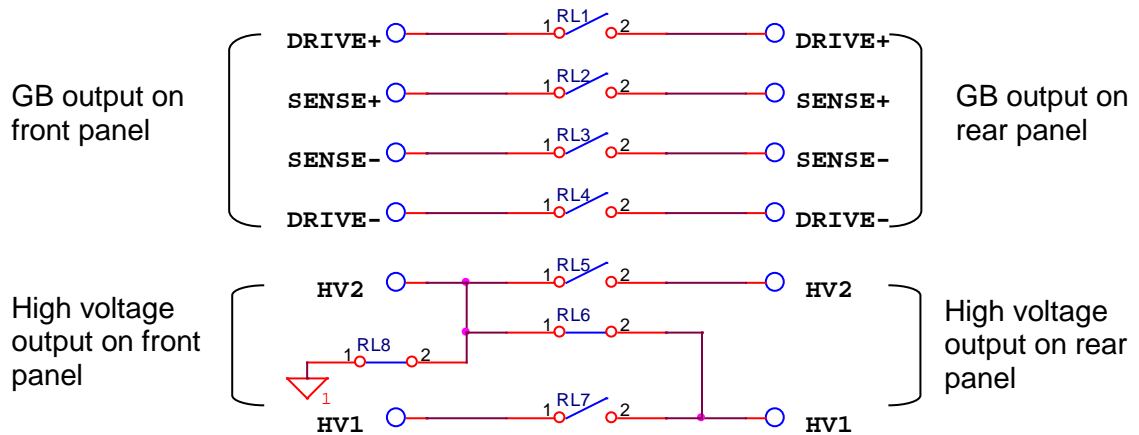 RL1
DRIVE+ 1 2 DRIVE+
RL2
SENSE+ 1 2 SENSE+
GB output on
front panel
GB output on
rear panel
RL3
SENSE- 1 2 SENSE-
RL4
DRIVE- 1 2 DRIVE-
RL5
HV2 1 2 HV2
High voltage
output on front
panel
High voltage
output on rear
panel
RL6
1 2
RL8
1 2
1
RL7
HV1 1 2 HV1